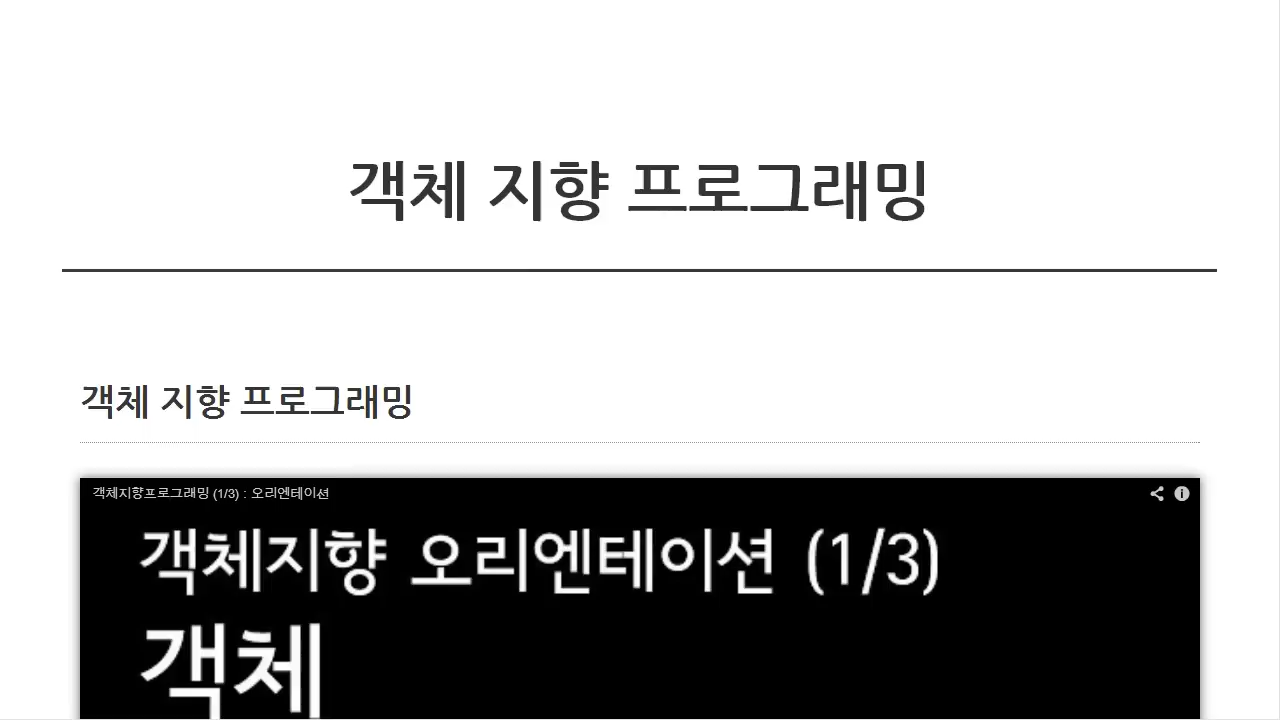 객체 지향 프로그래밍
객체 지향 프로그래밍
객체지향프로그래밍 (1/3) : 오리엔테이션
객체지향 오리엔테이션 (1/3)
객체